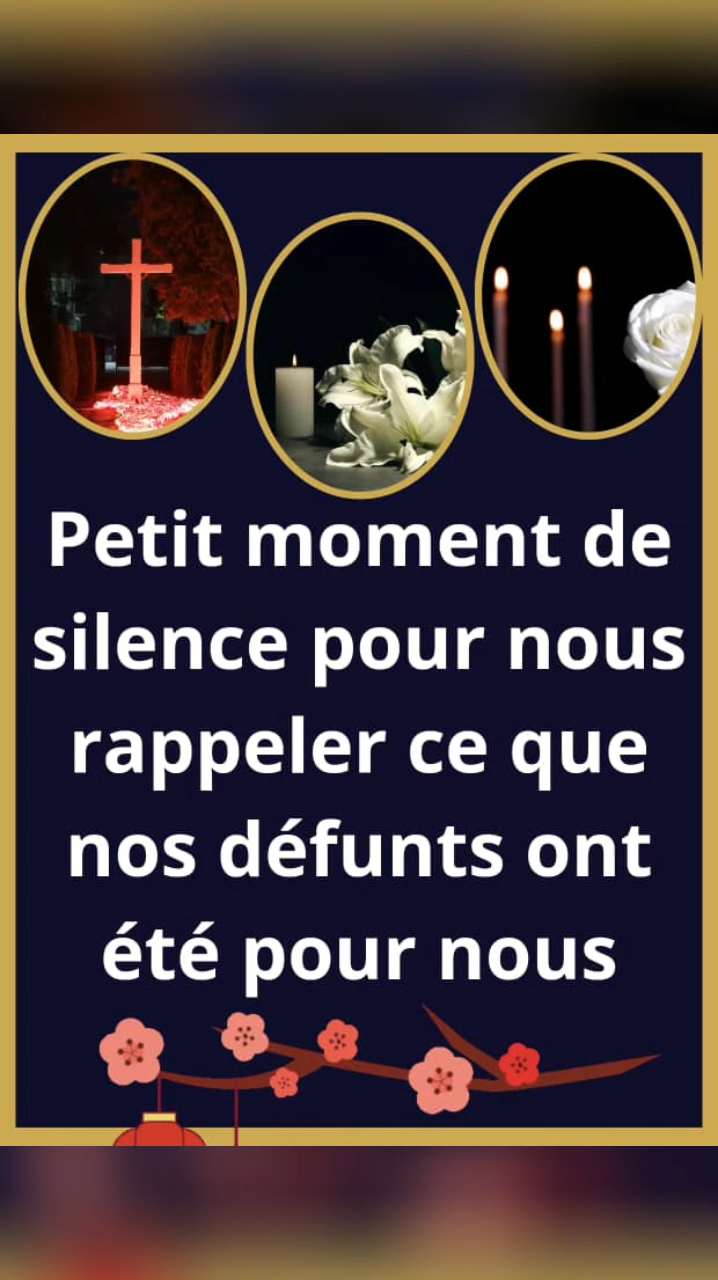 Petit moment de
silence pour nous
rappeler ce que
nos défunts ont
été pour nous